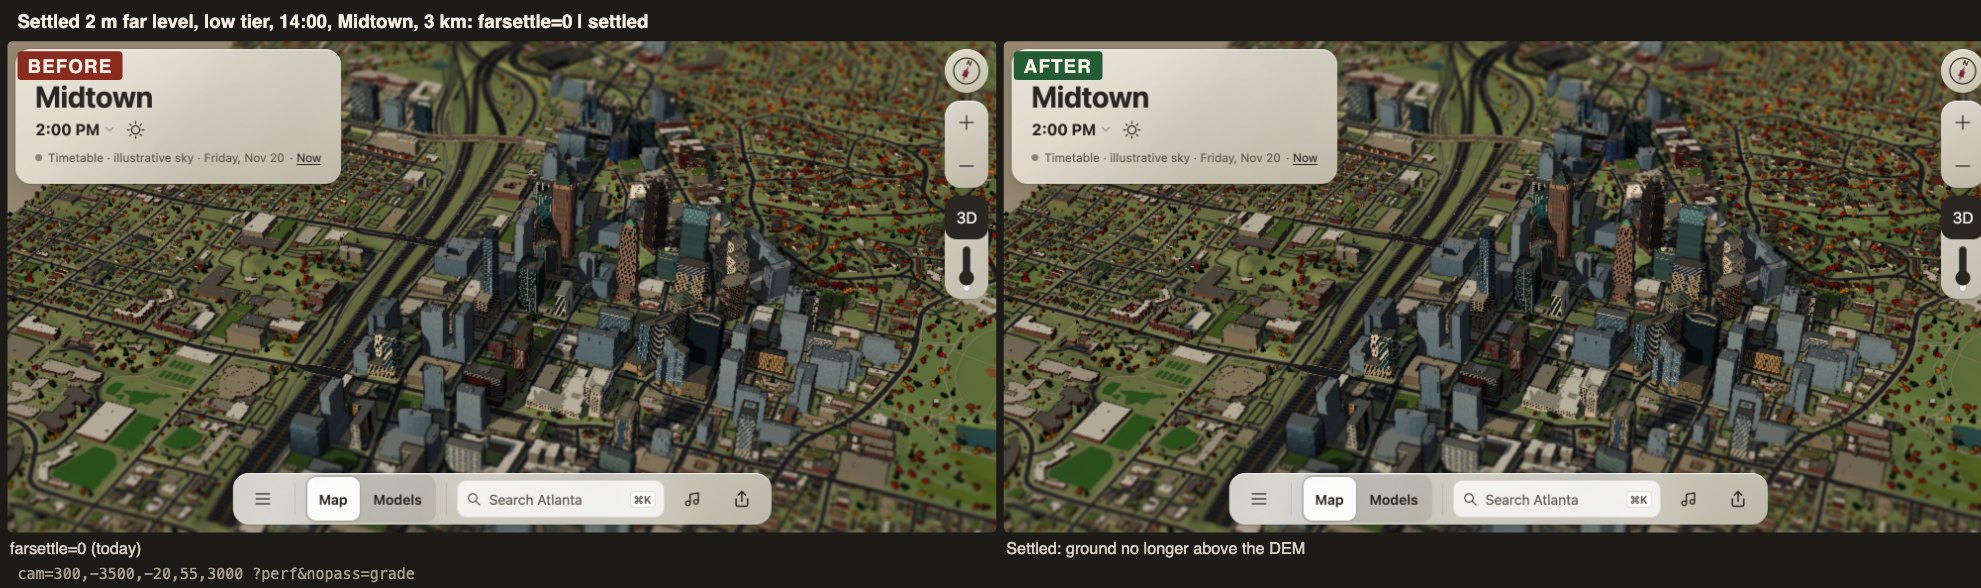 Settled 2 m far level, low tier, 14:00, Midtown, 3 km: farsettle=0 | settled
BEFORE
Midtown
2:00 PM
Timetable · illustrative sky · Friday, Nov 20 · Now
N
+
−
3D
Map Models Search Atlanta ⌘K
farsettle=0 (today)
cam=300,−3500,−20,55,3000 ?perf&nopass=grade
AFTER
Midtown
2:00 PM
Timetable · illustrative sky · Friday, Nov 20 · Now
N
+
−
3D
Map Models Search Atlanta ⌘K
Settled: ground no longer above the DEM